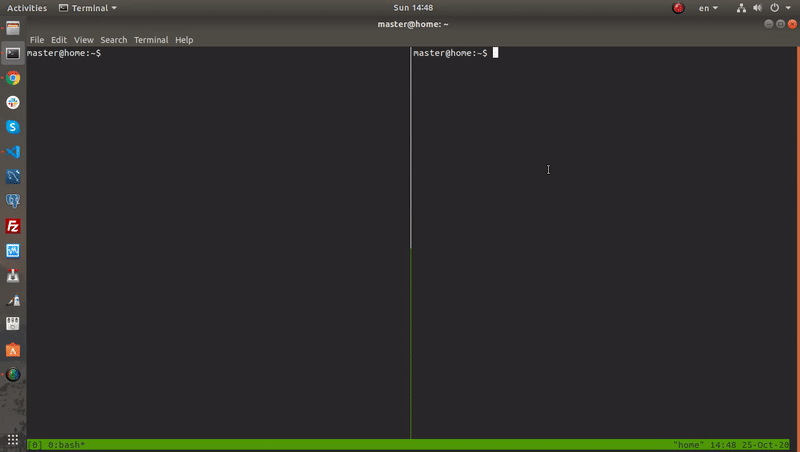 Activities Terminal Sun 14:48 en
master@home: ~
File Edit View Search Terminal Help
master@home:~$ master@home:~$
[0] 0:bash* "home" 14:48 25-Oct-20